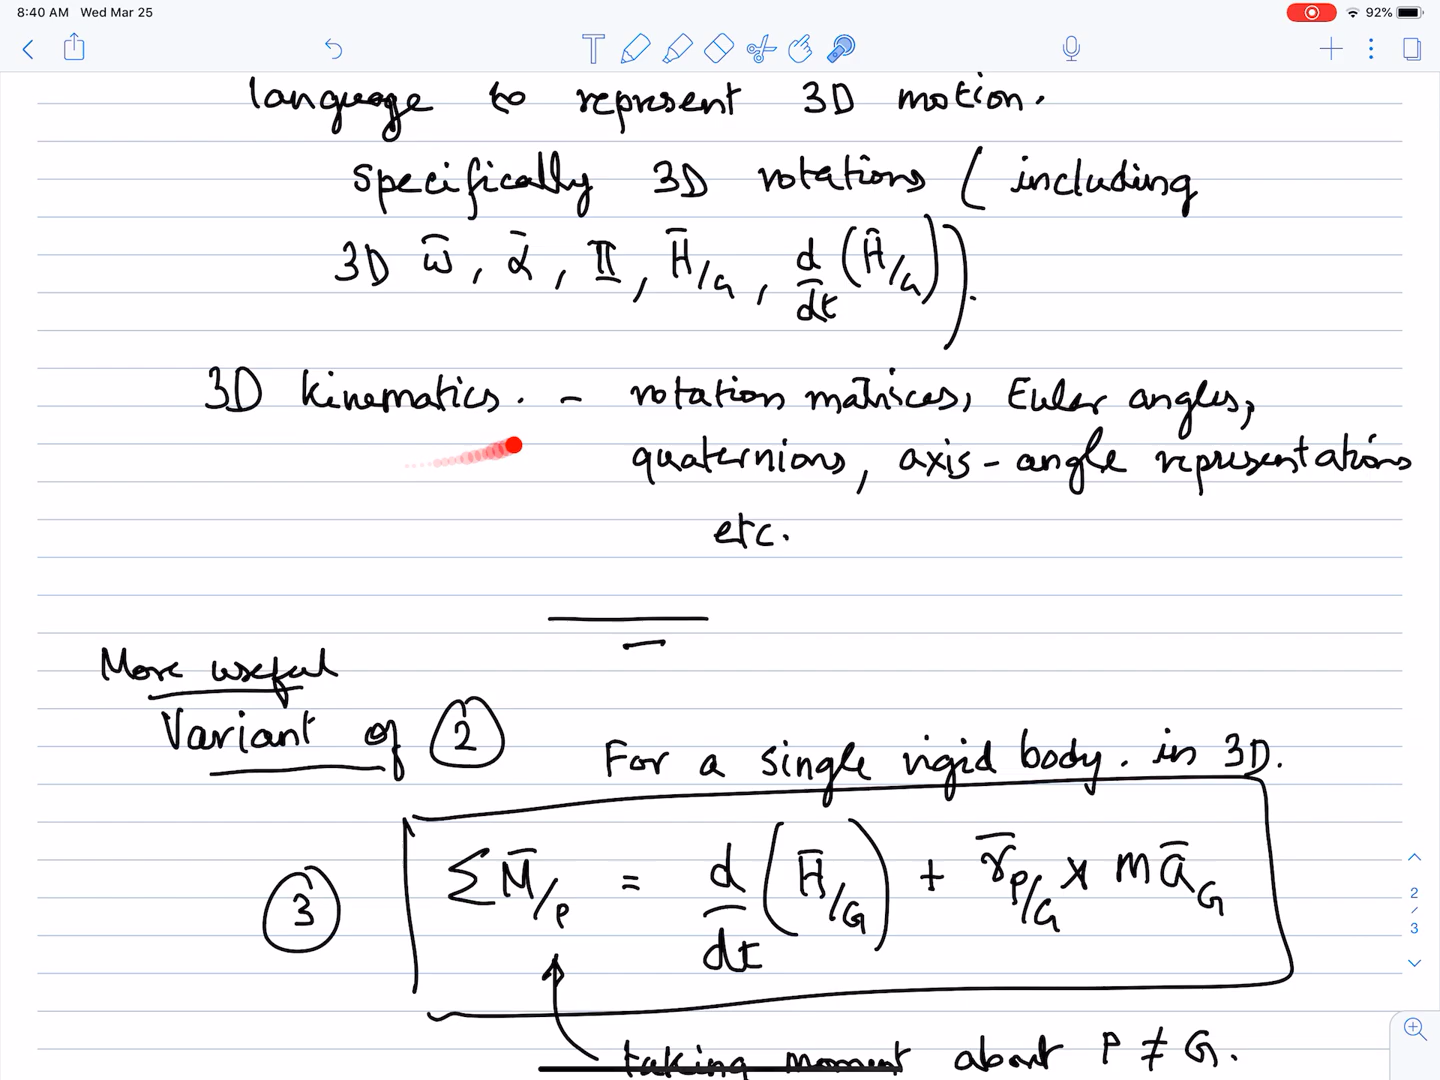 8:40 AM Wed Mar 25
92%
language to represent 3D motion.
specifically 3D rotations (including
3D ω̄, ᾱ, II, H̄/G, d/dt (H̄/G)).
3D kinematics. – rotation matrices, Euler angles,
quaternions, axis-angle representations
etc.
More useful
Variant of ②
For a single rigid body. in 3D.
③ ΣM̄/P = d/dt (H̄/G) + r̄P/G × māG
2/3
taking moment about P ≠ G.